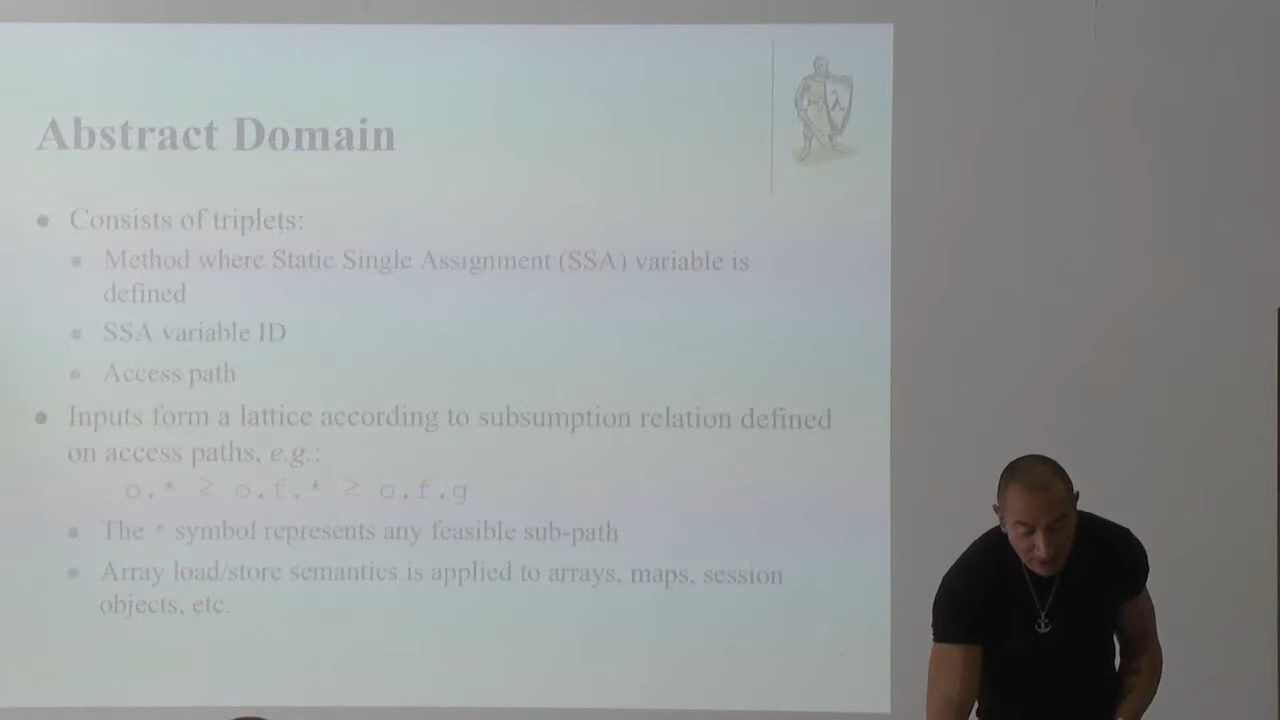 Abstract Domain
Consists of triplets:
Method where Static Single Assignment (SSA) variable is
defined
SSA variable ID
Access path
Inputs form a lattice according to subsumption relation defined
on access paths, e.g.:
o.* ≥ o.f.* ≥ o.f.g
The * symbol represents any feasible sub-path
Array load/store semantics is applied to arrays, maps, session
objects, etc.
λ